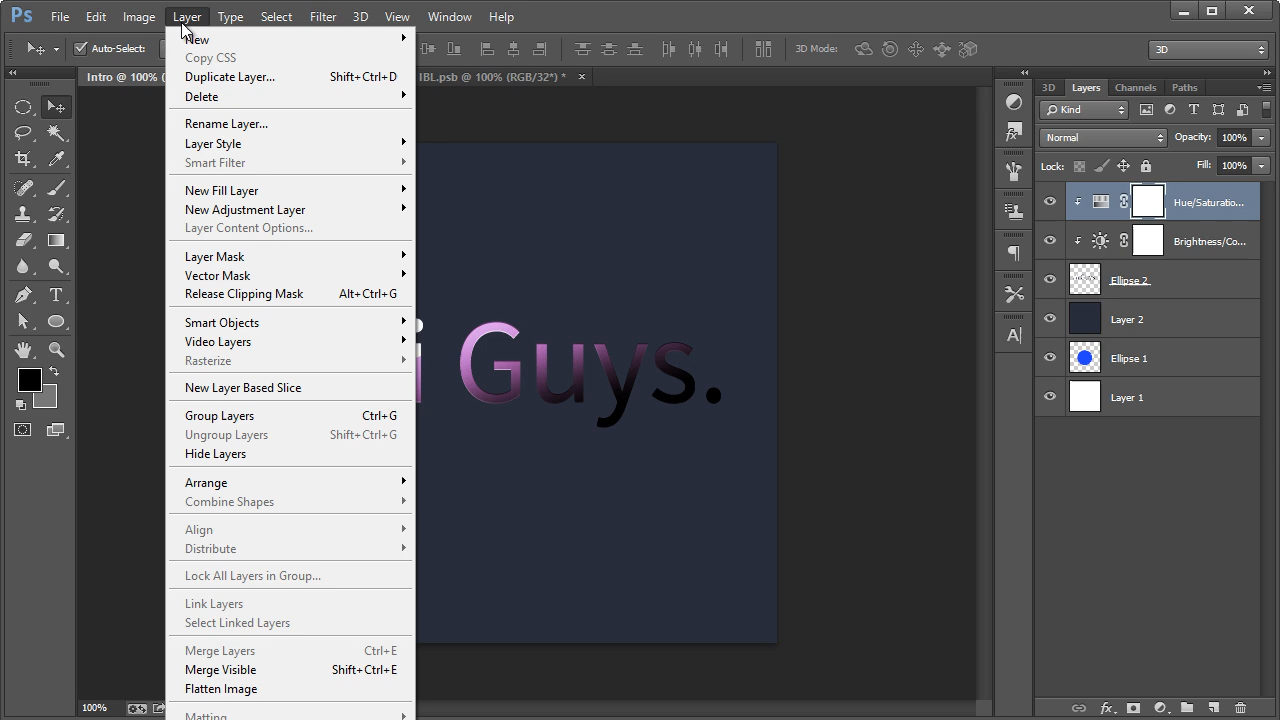 Ps File Edit Image Layer Type Select Filter 3D View Window Help
Auto-Select: 3D Mode: 3D
Intro @ 100% ( IBL.psb @ 100% (RGB/32*) * ×
New
Copy CSS
Duplicate Layer... Shift+Ctrl+D
Delete
Rename Layer...
Layer Style
Smart Filter
New Fill Layer
New Adjustment Layer
Layer Content Options...
Layer Mask
Vector Mask
Release Clipping Mask Alt+Ctrl+G
Smart Objects
Video Layers
Rasterize
New Layer Based Slice
Group Layers Ctrl+G
Ungroup Layers Shift+Ctrl+G
Hide Layers
Arrange
Combine Shapes
Align
Distribute
Lock All Layers in Group...
Link Layers
Select Linked Layers
Merge Layers Ctrl+E
Merge Visible Shift+Ctrl+E
Flatten Image
Matting
i Guys.
100%
3D Layers Channels Paths
Kind
Normal Opacity: 100%
Lock: Fill: 100%
Hue/Saturatio...
Brightness/Co...
Ellipse 2
Layer 2
Ellipse 1
Layer 1